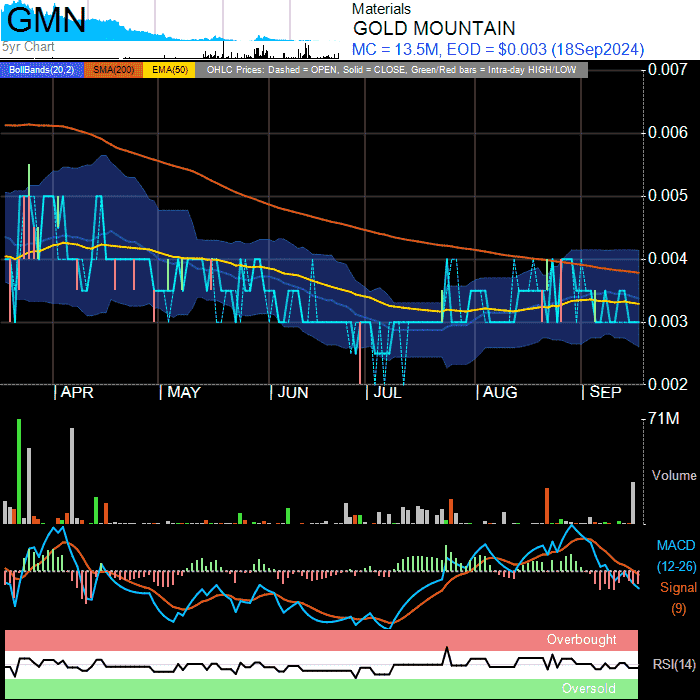 GMN
5yr Chart
Materials
GOLD MOUNTAIN
MC = 13.5M, EOD = $0.003 (18Sep2024)
BollBands(20,2) SMA(200) EMA(50) OHLC Prices: Dashed = OPEN, Solid = CLOSE, Green/Red bars = Intra-day HIGH/LOW
0.007
0.006
0.005
0.004
0.003
0.002
APR MAY JUN JUL AUG SEP
71M
Volume
MACD
(12-26)
Signal
(9)
Overbought
RSI(14)
Oversold